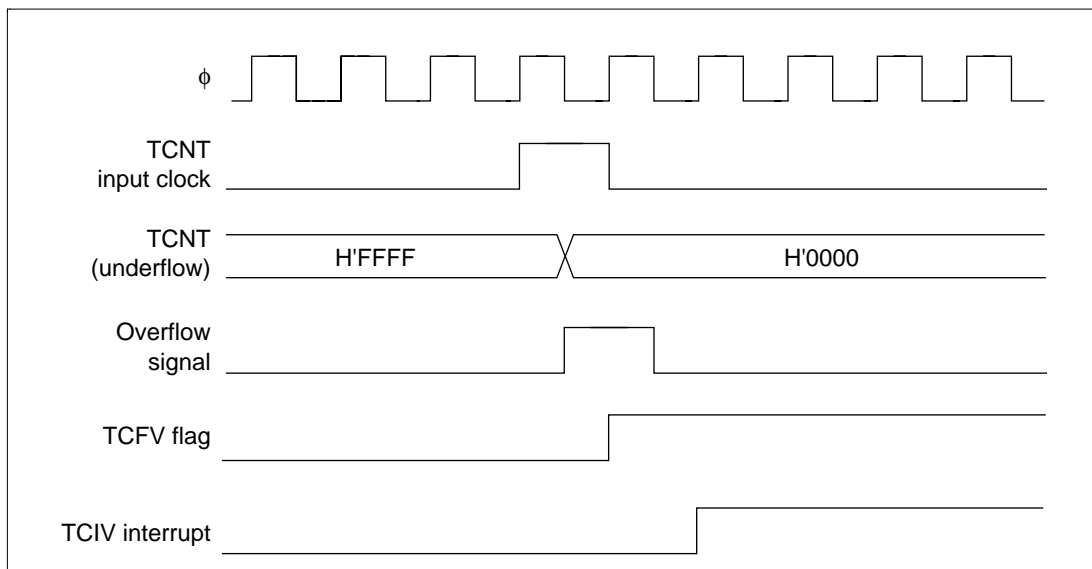 ϕ
TCNT
input clock
TCNT
(underflow)
H'FFFF
H'0000
Overflow
signal
TCFV flag
TCIV interrupt